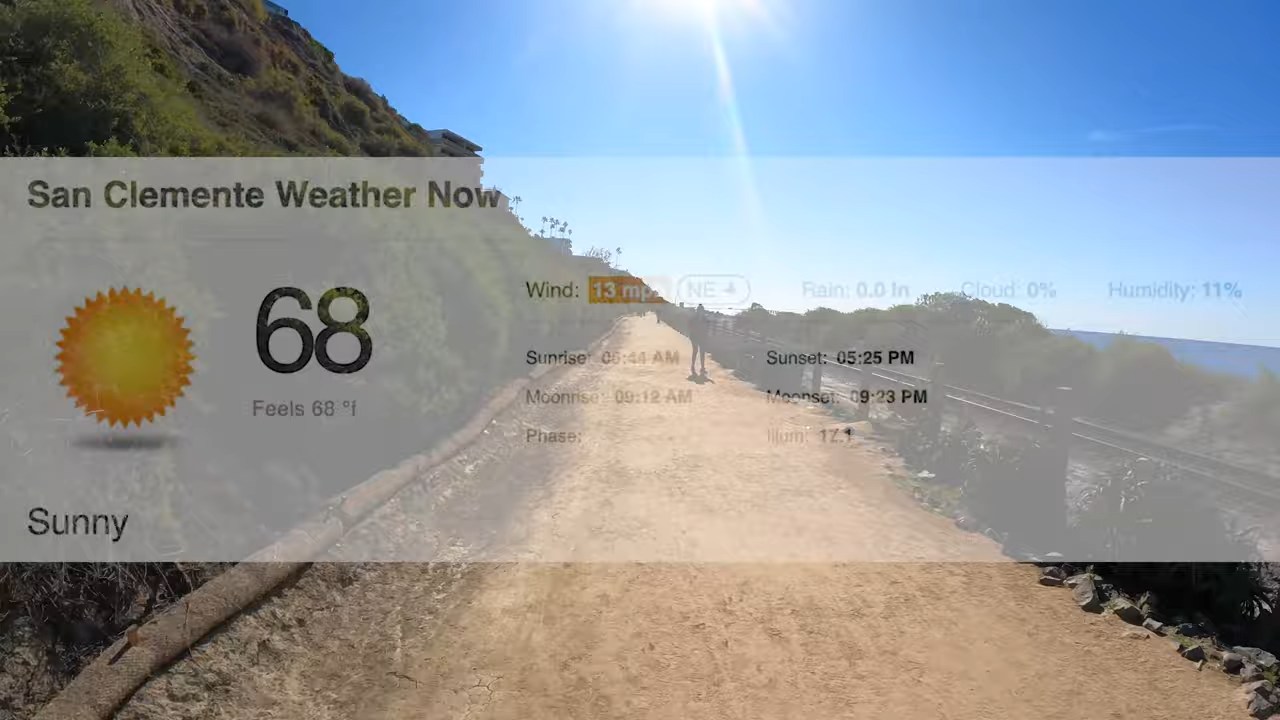 San Clemente Weather Now
68
Feels 68 °f
Sunny
Wind: 13 mph NE
Rain: 0.0 In
Cloud: 0%
Humidity: 11%
Sunrise: 06:44 AM
Sunset: 05:25 PM
Moonrise: 09:12 AM
Moonset: 09:23 PM
Phase:
Illum: 17.1